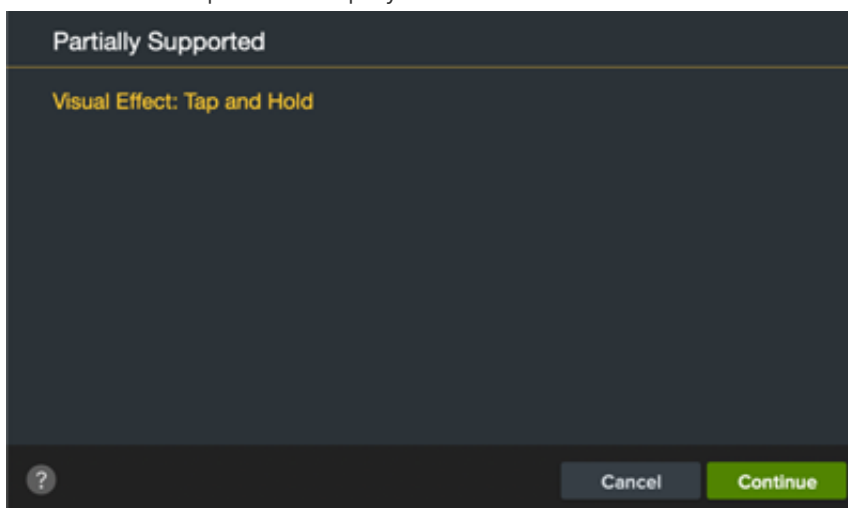 Partially Supported
Visual Effect: Tap and Hold
?
Cancel
Continue